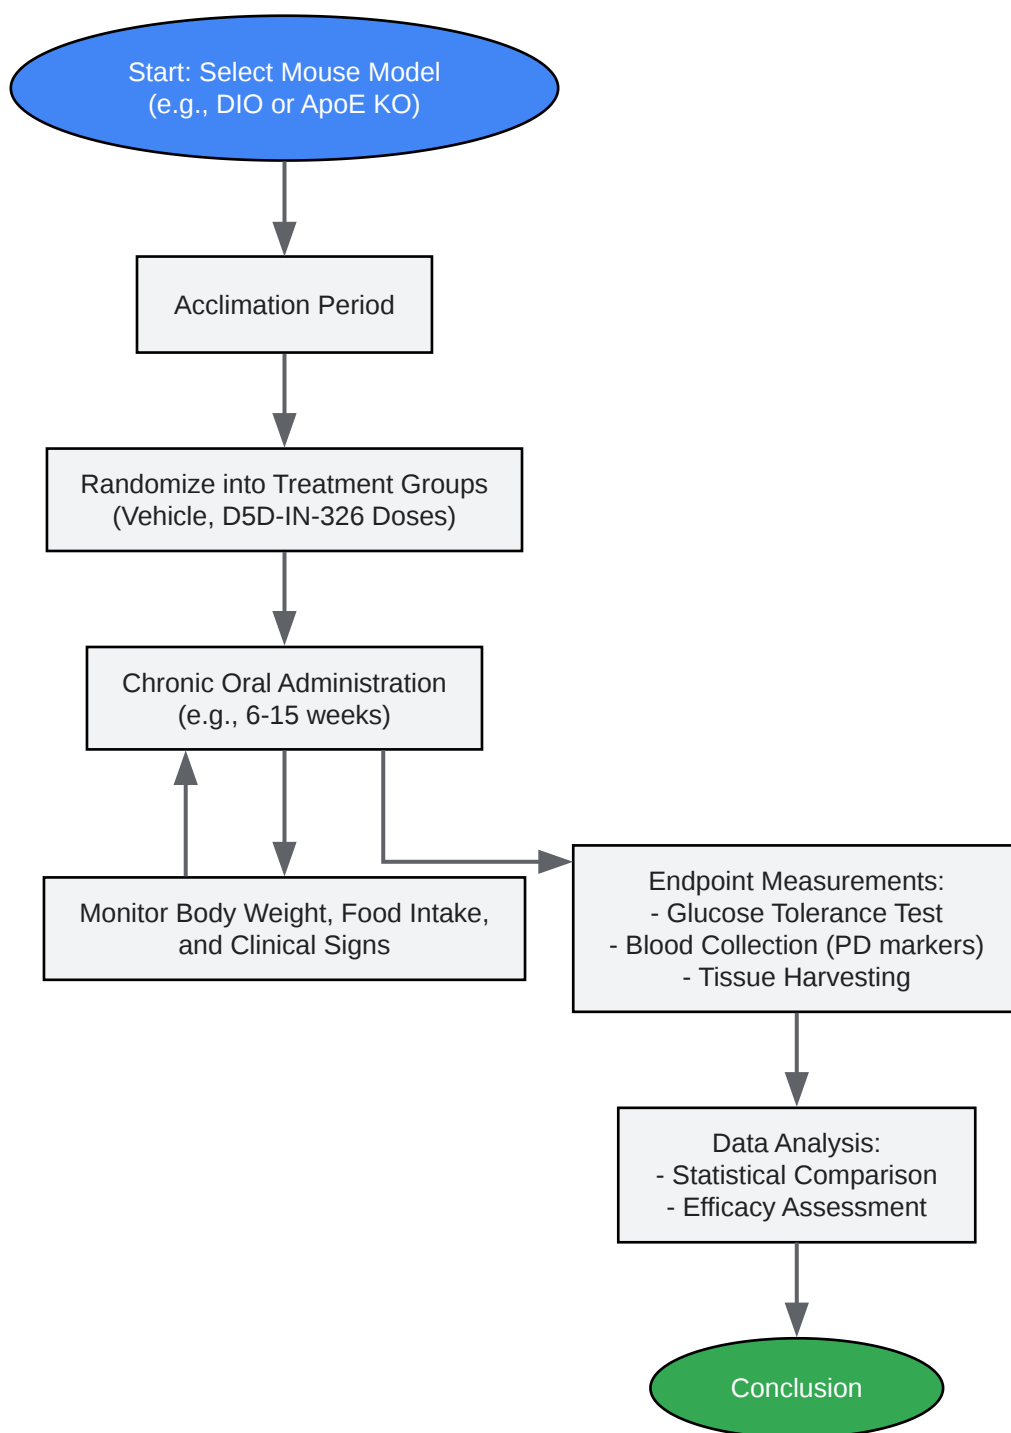 Start: Select Mouse Model
(e.g., DIO or ApoE KO)
Acclimation Period
Randomize into Treatment Groups
(Vehicle, D5D-IN-326 Doses)
Chronic Oral Administration
(e.g., 6-15 weeks)
Monitor Body Weight, Food Intake,
and Clinical Signs
Endpoint Measurements:
- Glucose Tolerance Test
- Blood Collection (PD markers)
- Tissue Harvesting
Data Analysis:
- Statistical Comparison
- Efficacy Assessment
Conclusion